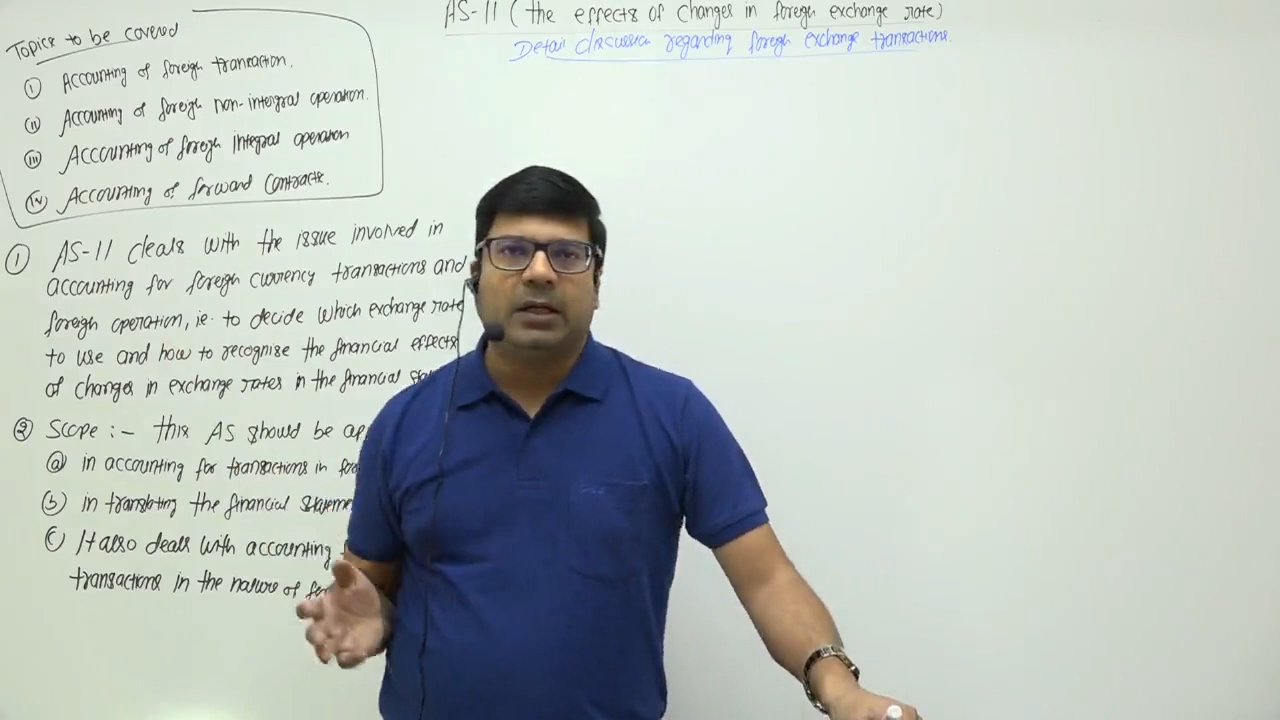 AS-11 (the effects of changes in foreign exchange rate)
Detail discussion regarding foreign exchange transactions.
Topics to be covered
(i) Accounting of foreign transaction.
(ii) Accounting of foreign non-intergral operation.
(iii) Accounting of foreign integral operation
(iv) Accounting of forward Contracts.
(1) AS-11 deals with the issue involved in
accounting for foreign currency transactions and
foreign operation, ie. to decide which exchange rate
to use and how to recognise the financial effects
of changes in exchange rates in the financial
(2) Scope :- this AS should be
(a) in accounting for transactions in
(b) in translating the financial
(c) It also deals with accounting
transactions in the nature of